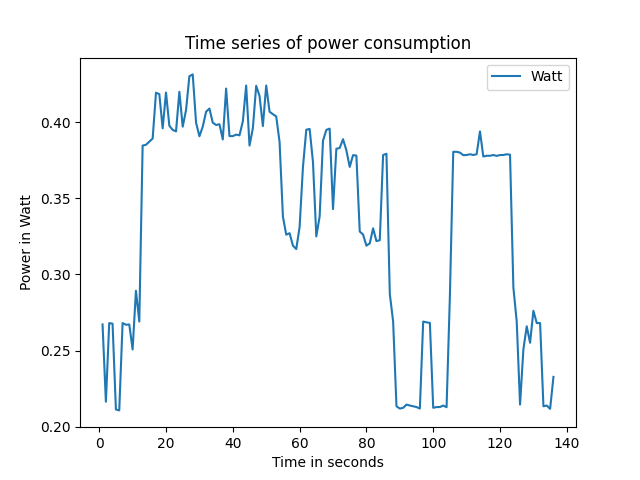 Time series of power consumption
Watt
0.40
0.35
0.30
0.25
0.20
Power in Watt
0 20 40 60 80 100 120 140
Time in seconds